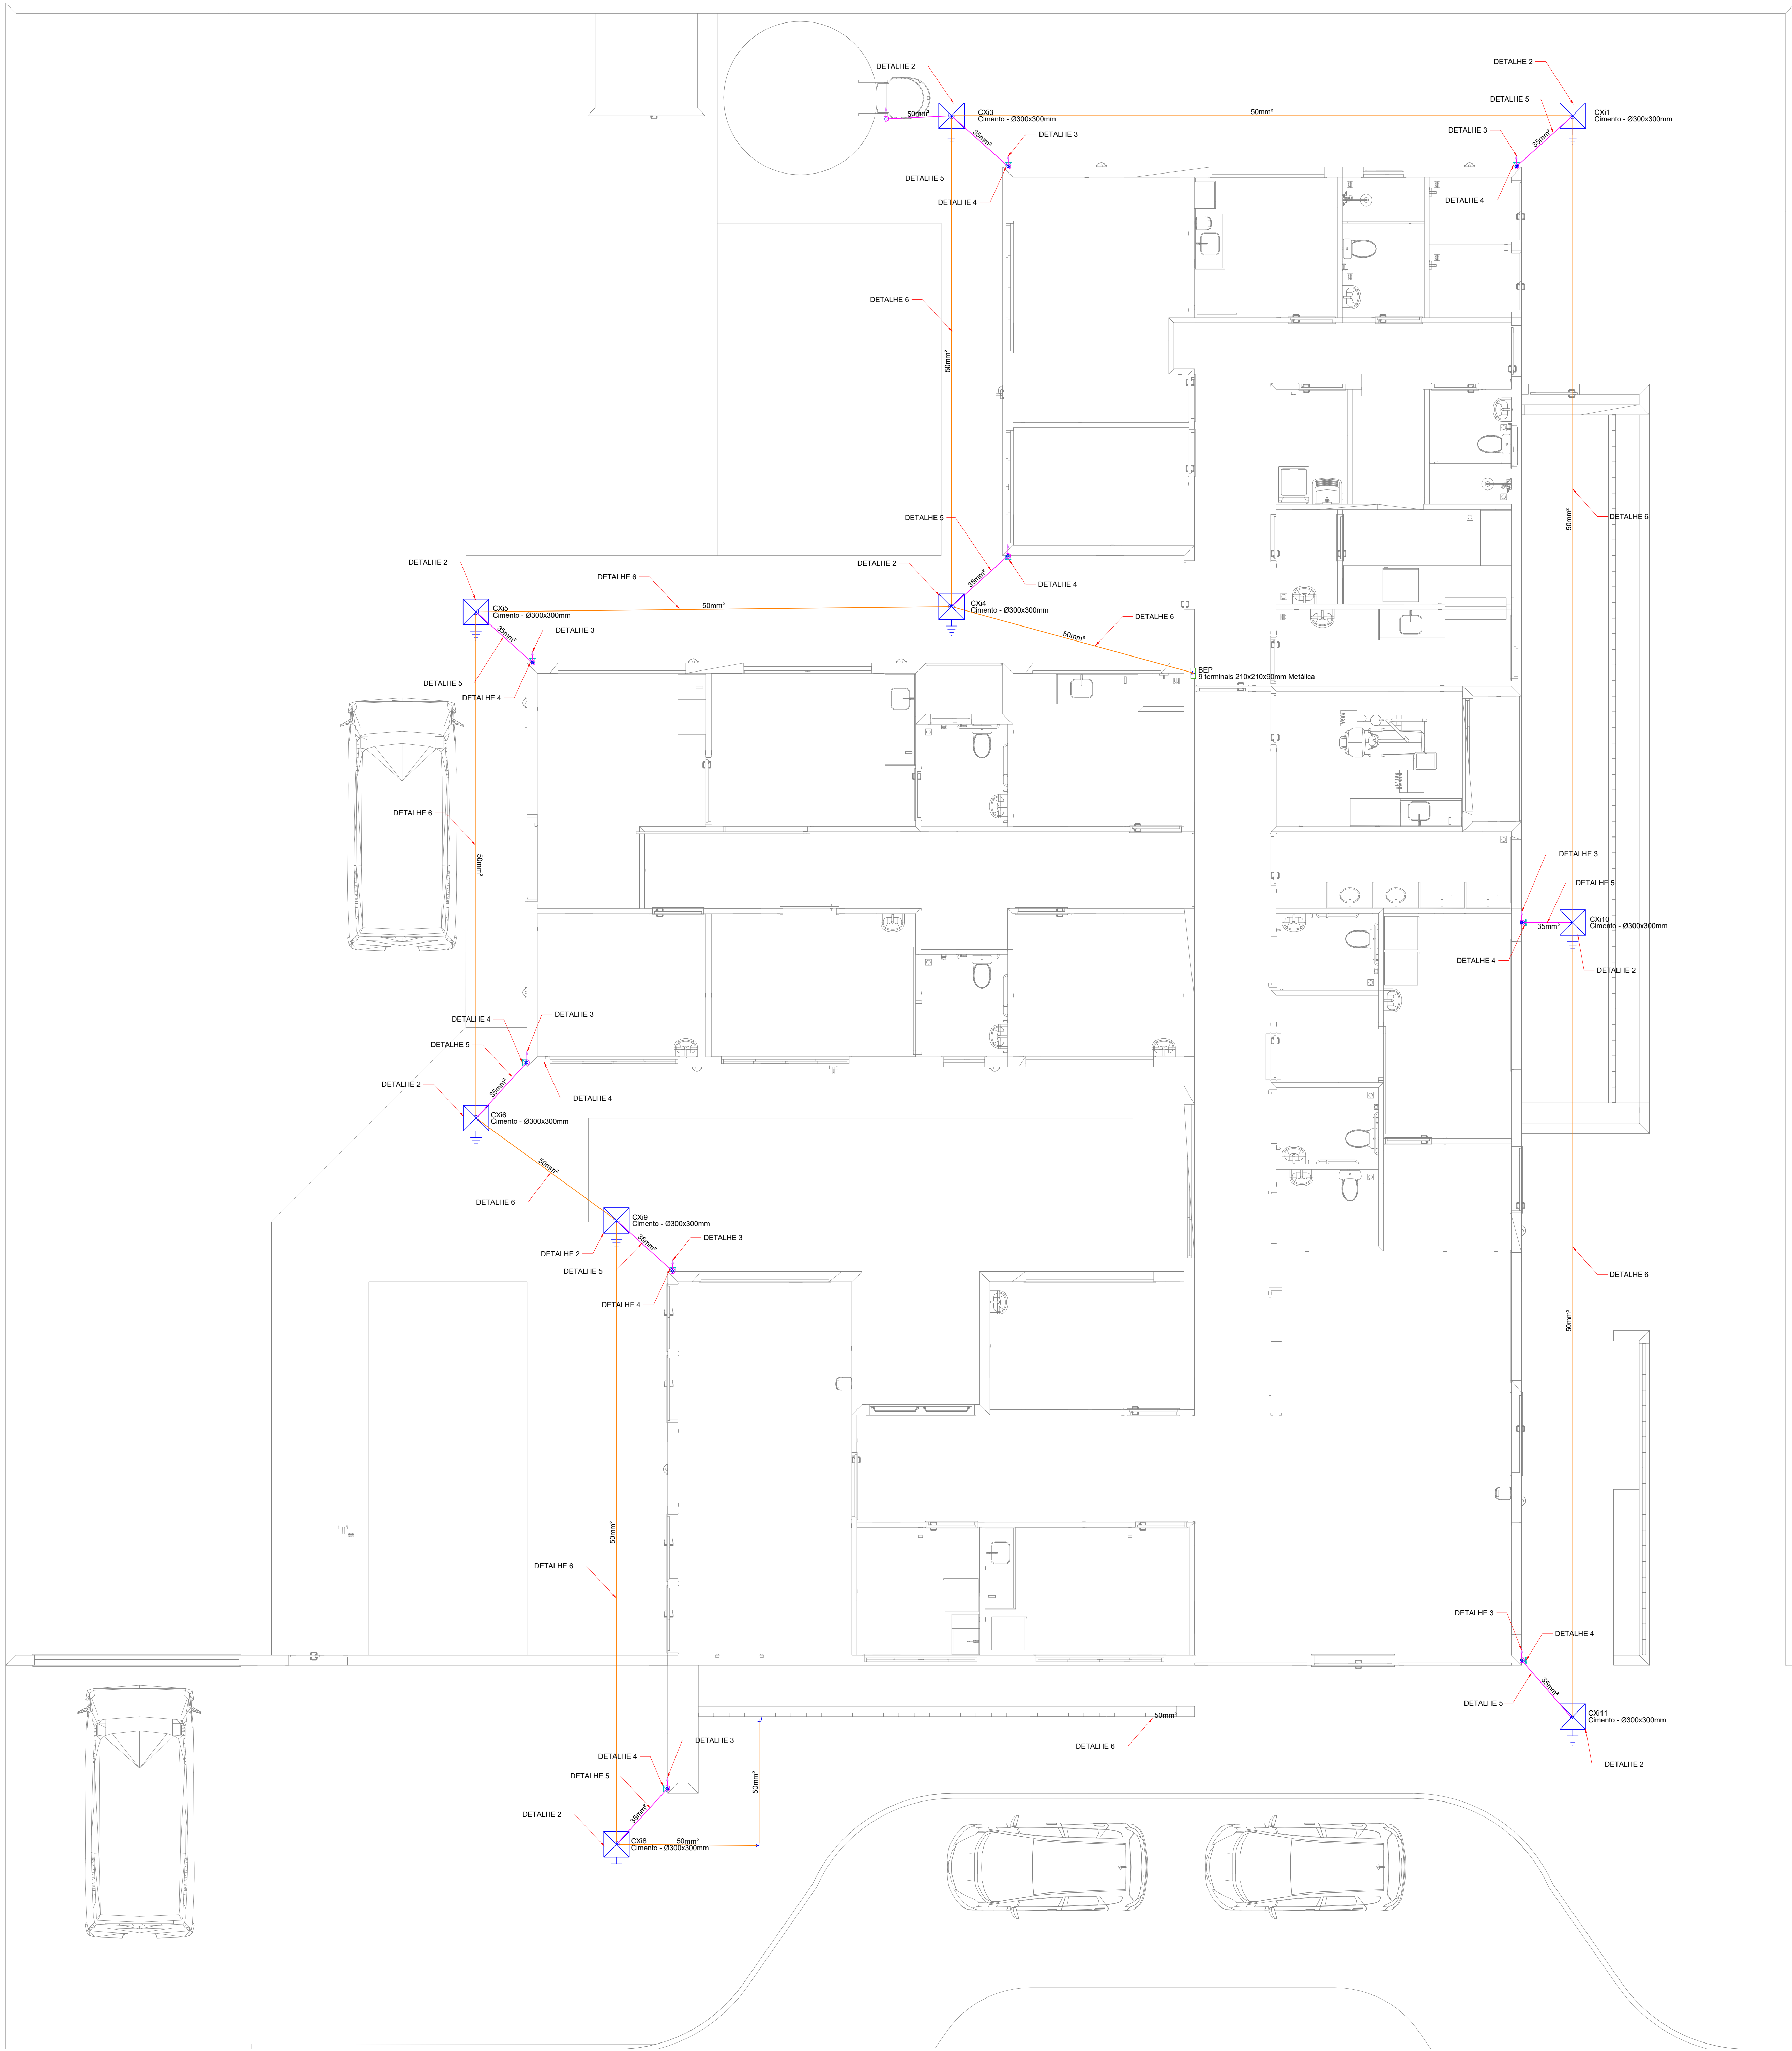 DETALHE 2
DETALHE 2
DETALHE 5
50mm²
CXi3
Cimento - Ø300x300mm
50mm²
CXi1
Cimento - Ø300x300mm
35mm²
DETALHE 3
DETALHE 3
35mm²
DETALHE 5
DETALHE 4
DETALHE 4
DETALHE 6
50mm²
DETALHE 5
50mm²
DETALHE 6
DETALHE 2
DETALHE 2
DETALHE 4
35mm²
DETALHE 6
50mm²
CXi5
Cimento - Ø300x300mm
CXi4
Cimento - Ø300x300mm
DETALHE 6
50mm²
DETALHE 3
35mm²
BEP
9 terminais 210x210x90mm Metálica
DETALHE 5
DETALHE 4
DETALHE 6
50mm²
DETALHE 3
DETALHE 5
CXi10
Cimento - Ø300x300mm
35mm²
DETALHE 4
DETALHE 2
DETALHE 4
DETALHE 3
DETALHE 5
DETALHE 2
35mm²
DETALHE 4
CXi6
Cimento - Ø300x300mm
50mm²
DETALHE 6
CXi9
Cimento - Ø300x300mm
DETALHE 3
35mm²
DETALHE 2
DETALHE 5
DETALHE 6
DETALHE 4
50mm²
50mm²
DETALHE 6
DETALHE 3
DETALHE 4
35mm²
DETALHE 5
50mm²
CXi11
Cimento - Ø300x300mm
DETALHE 3
DETALHE 6
DETALHE 4
DETALHE 2
DETALHE 5
50mm²
35mm²
DETALHE 2
CXi8
50mm²
Cimento - Ø300x300mm